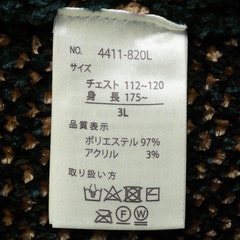 NO. 4411-820L
サイズ
チェスト 112~120
身 長 175~
3L
品質表示
ポリエステル 97%
アクリル 3%
取り扱い方
F W